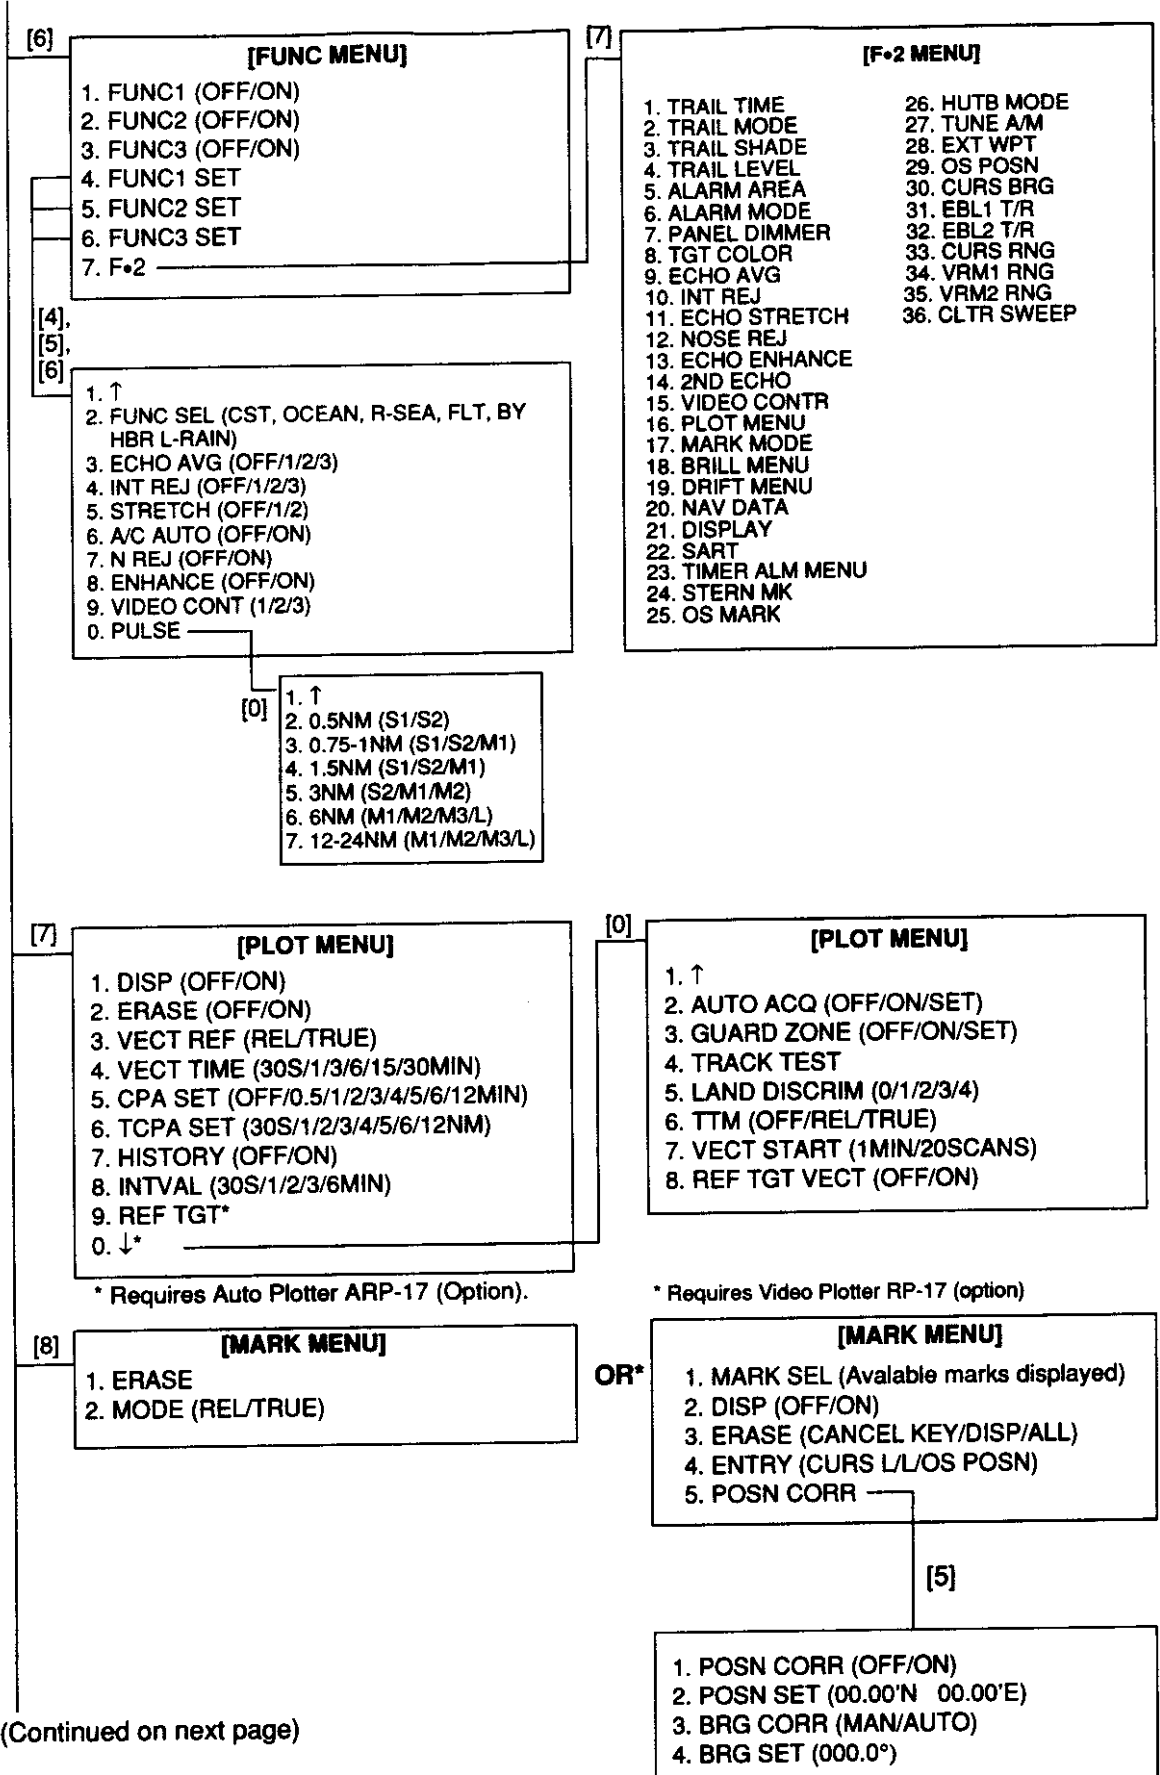 [6]
[FUNC MENU]
1. FUNC1 (OFF/ON)
2. FUNC2 (OFF/ON)
3. FUNC3 (OFF/ON)
4. FUNC1 SET
5. FUNC2 SET
6. FUNC3 SET
7. F•2
[7]
[F•2 MENU]
1. TRAIL TIME
2. TRAIL MODE
3. TRAIL SHADE
4. TRAIL LEVEL
5. ALARM AREA
6. ALARM MODE
7. PANEL DIMMER
8. TGT COLOR
9. ECHO AVG
10. INT REJ
11. ECHO STRETCH
12. NOSE REJ
13. ECHO ENHANCE
14. 2ND ECHO
15. VIDEO CONTR
16. PLOT MENU
17. MARK MODE
18. BRILL MENU
19. DRIFT MENU
20. NAV DATA
21. DISPLAY
22. SART
23. TIMER ALM MENU
24. STERN MK
25. OS MARK
26. HUTB MODE
27. TUNE A/M
28. EXT WPT
29. OS POSN
30. CURS BRG
31. EBL1 T/R
32. EBL2 T/R
33. CURS RNG
34. VRM1 RNG
35. VRM2 RNG
36. CLTR SWEEP
[4],
[5],
[6]
1. ↑
2. FUNC SEL (CST, OCEAN, R-SEA, FLT, BY
HBR L-RAIN)
3. ECHO AVG (OFF/1/2/3)
4. INT REJ (OFF/1/2/3)
5. STRETCH (OFF/1/2)
6. A/C AUTO (OFF/ON)
7. N REJ (OFF/ON)
8. ENHANCE (OFF/ON)
9. VIDEO CONT (1/2/3)
0. PULSE
[0]
1. ↑
2. 0.5NM (S1/S2)
3. 0.75-1NM (S1/S2/M1)
4. 1.5NM (S1/S2/M1)
5. 3NM (S2/M1/M2)
6. 6NM (M1/M2/M3/L)
7. 12-24NM (M1/M2/M3/L)
[7]
[PLOT MENU]
1. DISP (OFF/ON)
2. ERASE (OFF/ON)
3. VECT REF (REL/TRUE)
4. VECT TIME (30S/1/3/6/15/30MIN)
5. CPA SET (OFF/0.5/1/2/3/4/5/6/12MIN)
6. TCPA SET (30S/1/2/3/4/5/6/12NM)
7. HISTORY (OFF/ON)
8. INTVAL (30S/1/2/3/6MIN)
9. REF TGT*
0. ↓*
* Requires Auto Plotter ARP-17 (Option).
[0]
[PLOT MENU]
1. ↑
2. AUTO ACQ (OFF/ON/SET)
3. GUARD ZONE (OFF/ON/SET)
4. TRACK TEST
5. LAND DISCRIM (0/1/2/3/4)
6. TTM (OFF/REL/TRUE)
7. VECT START (1MIN/20SCANS)
8. REF TGT VECT (OFF/ON)
[8]
[MARK MENU]
1. ERASE
2. MODE (REL/TRUE)
* Requires Video Plotter RP-17 (option)
OR*
[MARK MENU]
1. MARK SEL (Avalable marks displayed)
2. DISP (OFF/ON)
3. ERASE (CANCEL KEY/DISP/ALL)
4. ENTRY (CURS L/L/OS POSN)
5. POSN CORR
[5]
1. POSN CORR (OFF/ON)
2. POSN SET (00.00'N 00.00'E)
3. BRG CORR (MAN/AUTO)
4. BRG SET (000.0°)
(Continued on next page)